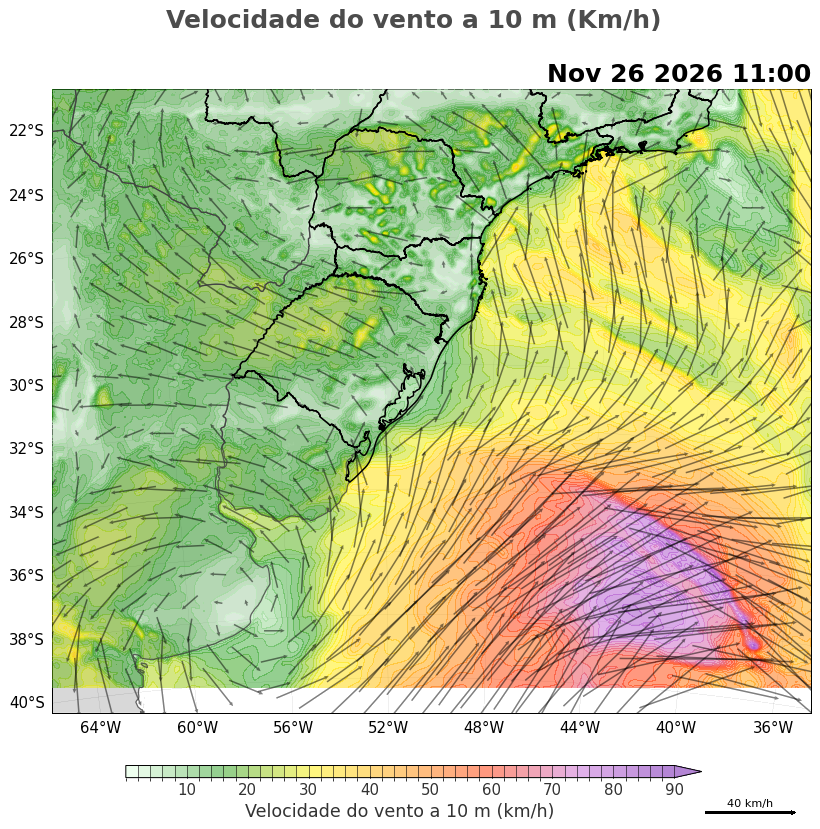 Velocidade do vento a 10 m (Km/h)
Nov 26 2026 11:00
22°S
24°S
26°S
28°S
30°S
32°S
34°S
36°S
38°S
40°S
64°W 60°W 56°W 52°W 48°W 44°W 40°W 36°W
10 20 30 40 50 60 70 80 90
Velocidade do vento a 10 m (km/h)
40 km/h